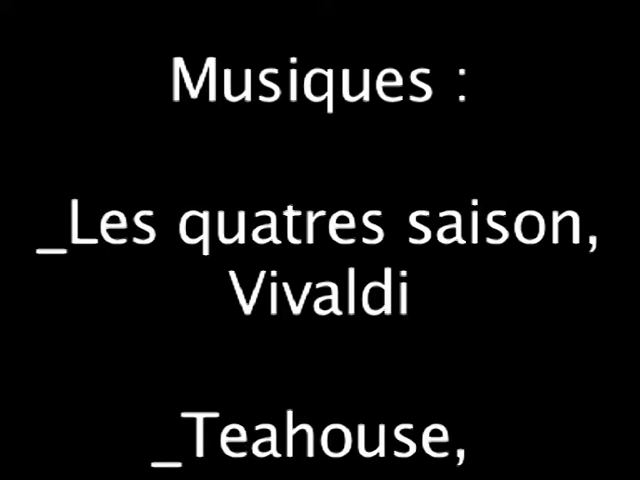 Musiques :
_Les quatres saison,
Vivaldi
_Teahouse,